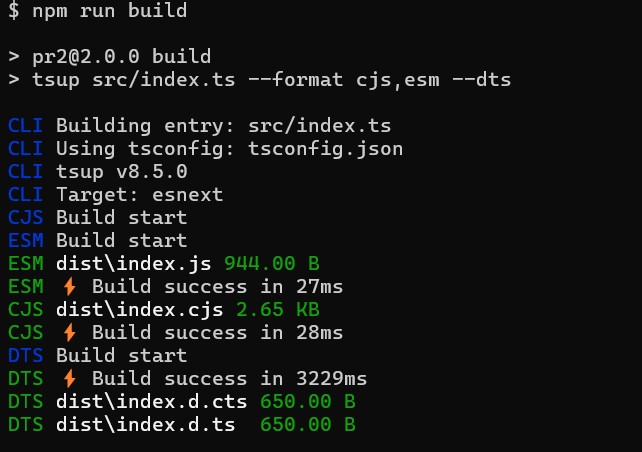 $ npm run build
> pr2@2.0.0 build
> tsup src/index.ts --format cjs,esm --dts
CLI Building entry: src/index.ts
CLI Using tsconfig: tsconfig.json
CLI tsup v8.5.0
CLI Target: esnext
CJS Build start
ESM Build start
ESM dist\index.js 944.00 B
ESM ⚡ Build success in 27ms
CJS dist\index.cjs 2.65 KB
CJS ⚡ Build success in 28ms
DTS Build start
DTS ⚡ Build success in 3229ms
DTS dist\index.d.cts 650.00 B
DTS dist\index.d.ts  650.00 B